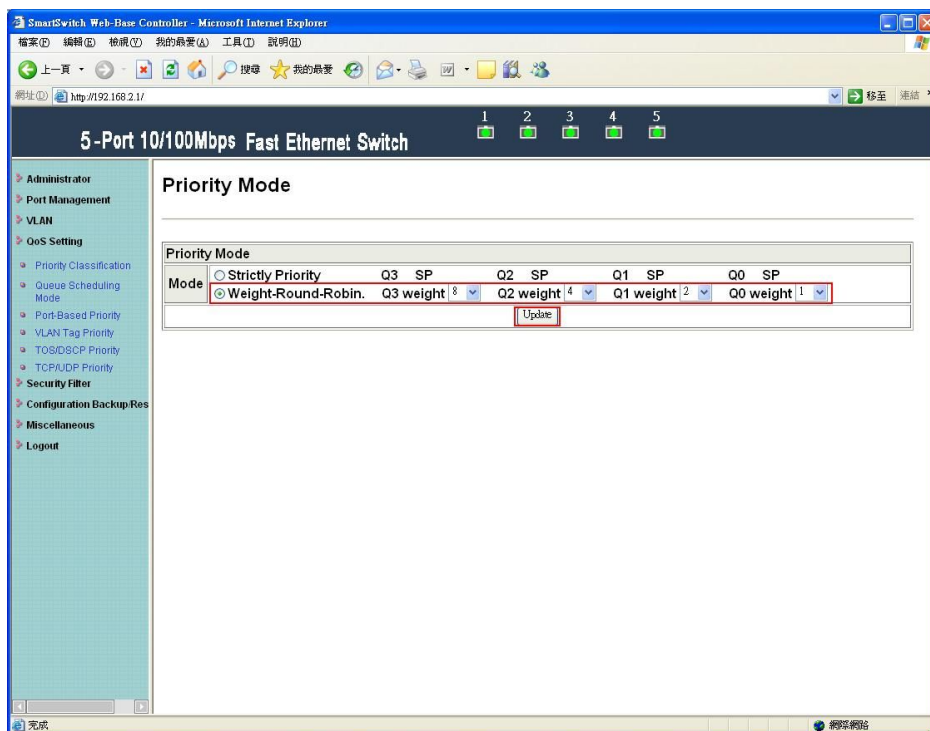 SmartSwitch Web-Base Controller - Microsoft Internet Explorer
檔案(F) 編輯(E) 檢視(V) 我的最愛(A) 工具(T) 說明(H)
上一頁 搜尋 我的最愛
網址(D) http://192.168.2.1/ 移至 連結 »
1 2 3 4 5
5-Port 10/100Mbps Fast Ethernet Switch
Administrator
Port Management
VLAN
QoS Setting
Priority Classification
Queue Scheduling
Mode
Port-Based Priority
VLAN Tag Priority
TOS/DSCP Priority
TCP/UDP Priority
Security Filter
Configuration Backup/Res
Miscellaneous
Logout
Priority Mode
Priority Mode
Mode
Strictly Priority Q3 SP Q2 SP Q1 SP Q0 SP
Weight-Round-Robin. Q3 weight 8 Q2 weight 4 Q1 weight 2 Q0 weight 1
Update
完成 網際網路